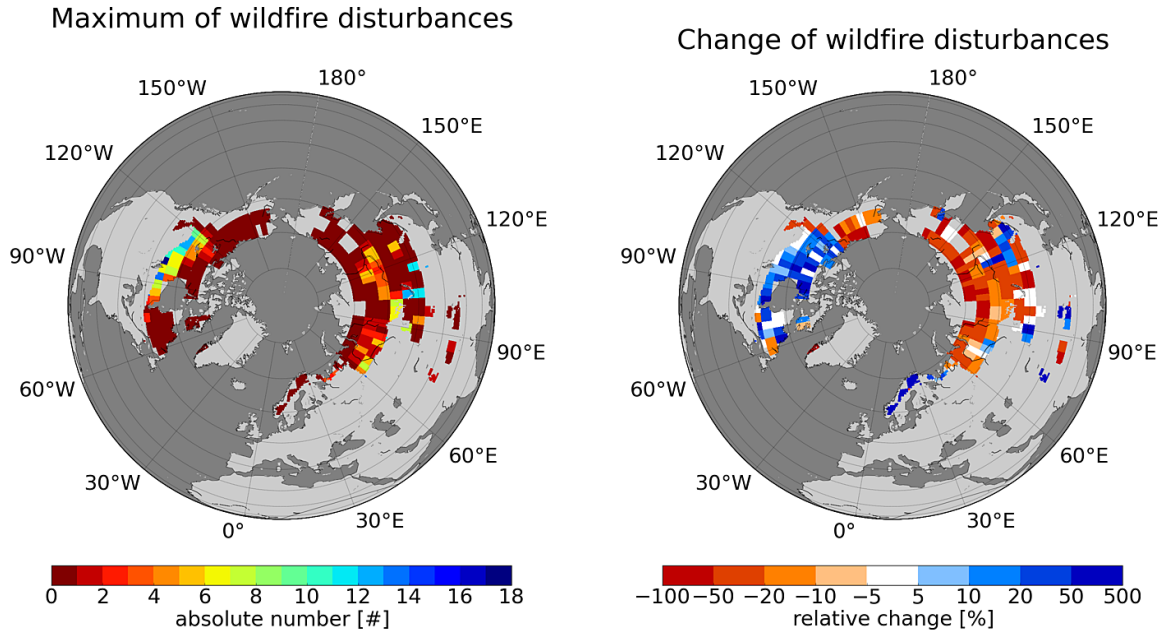 Maximum of wildfire disturbances
180°
150°W
150°E
120°W
120°E
90°W
90°E
60°W
60°E
30°W
30°E
0°
0 2 4 6 8 10 12 14 16 18
absolute number [#]
Change of wildfire disturbances
180°
150°W
150°E
120°W
120°E
90°W
90°E
60°W
60°E
30°W
30°E
0°
−100 −50 −20 −10 −5 5 10 20 50 500
relative change [%]